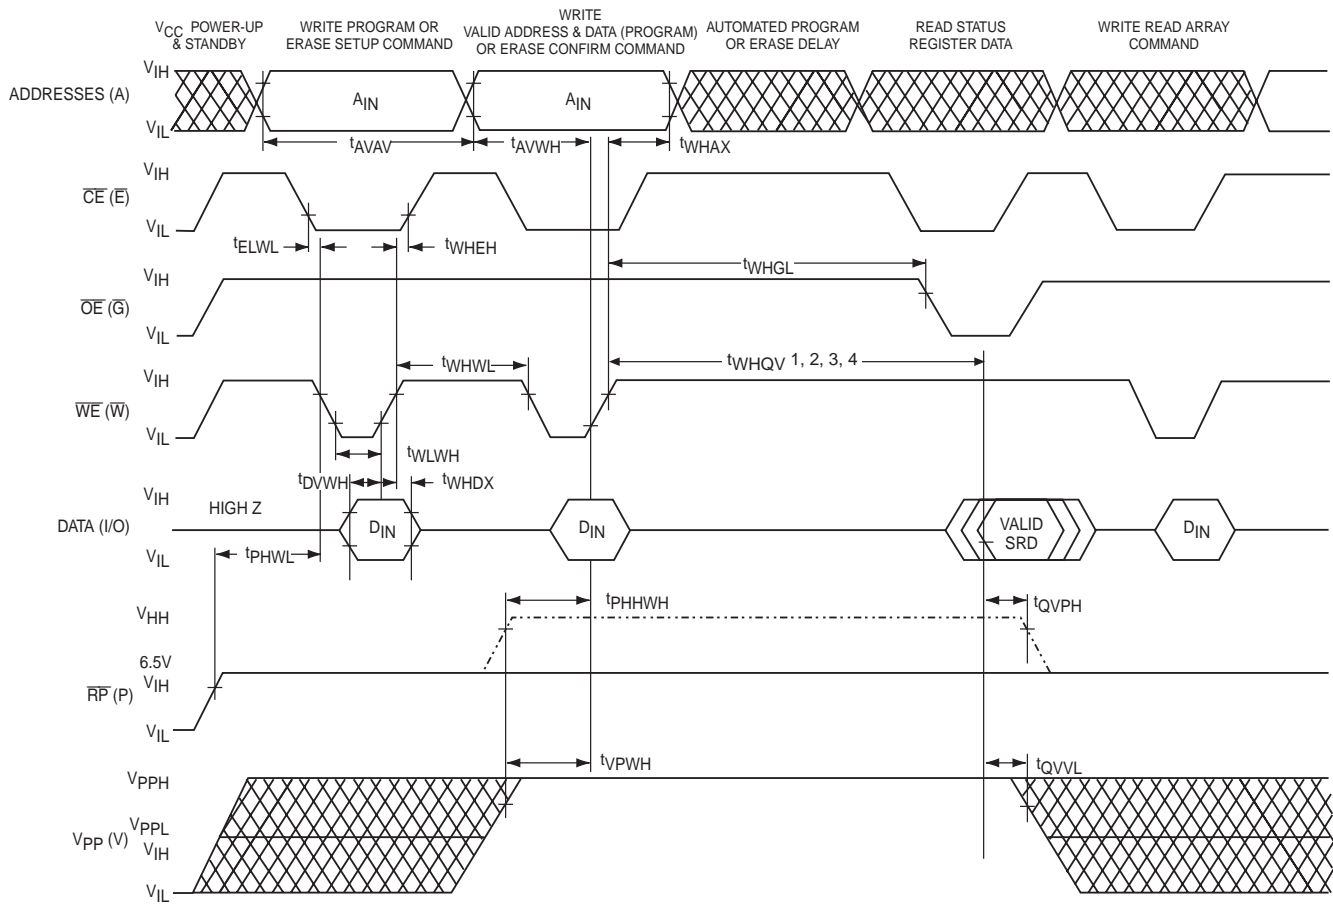 VCC POWER-UP
& STANDBY
WRITE PROGRAM OR
ERASE SETUP COMMAND
WRITE
VALID ADDRESS & DATA (PROGRAM)
OR ERASE CONFIRM COMMAND
AUTOMATED PROGRAM
OR ERASE DELAY
READ STATUS
REGISTER DATA
WRITE READ ARRAY
COMMAND
VIH
ADDRESSES (A)
AIN
AIN
VIL
tAVAV
tAVWH
tWHAX
VIH
C̅E̅ (E̅)
VIL
tELWL
tWHEH
tWHGL
VIH
O̅E̅ (G̅)
VIL
tWHWL
tWHQV 1, 2, 3, 4
VIH
W̅E̅ (W̅)
VIL
tWLWH
tDVWH
tWHDX
VIH
HIGH Z
DATA (I/O)
DIN
DIN
VALID
SRD
DIN
VIL
tPHWL
tPHHWH
tQVPH
VHH
6.5V
VIH
R̅P̅ (P)
VIL
tVPWH
tQVVL
VPPH
VPPL
VPP (V)
VIH
VIL